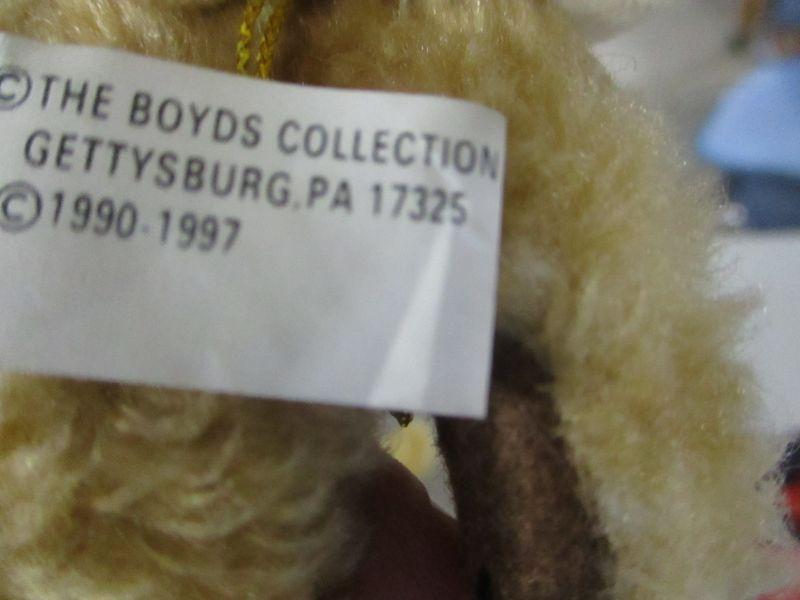 ©THE BOYDS COLLECTION
GETTYSBURG, PA 17325
©1990-1997